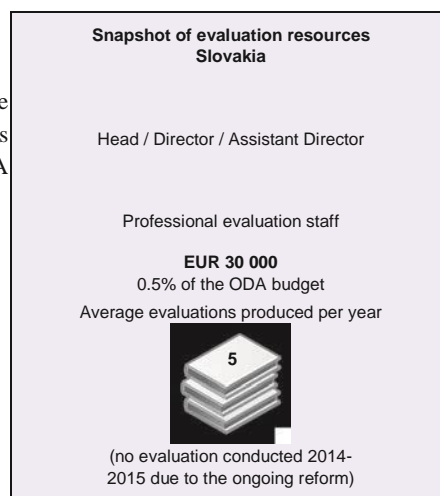 Snapshot of evaluation resources
Slovakia
Head / Director / Assistant Director
Professional evaluation staff
EUR 30 000
0.5% of the ODA budget
Average evaluations produced per year
5
(no evaluation conducted 2014-
2015 due to the ongoing reform)